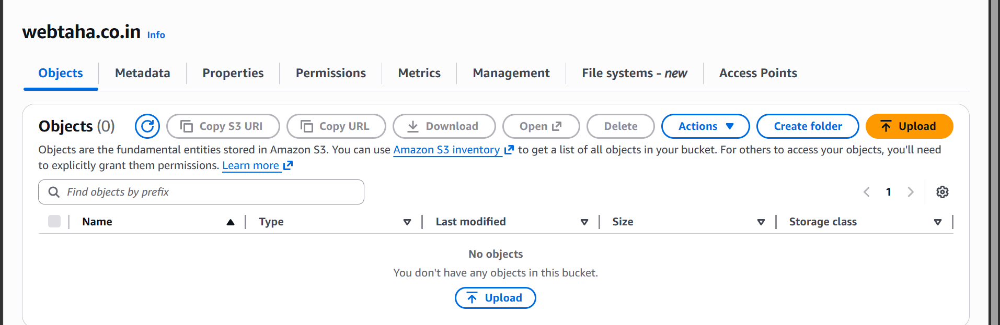 webtaha.co.in Info
Objects Metadata Properties Permissions Metrics Management File systems - new Access Points
Objects (0) Copy S3 URI Copy URL Download Open Delete Actions Create folder Upload
Objects are the fundamental entities stored in Amazon S3. You can use Amazon S3 inventory to get a list of all objects in your bucket. For others to access your objects, you'll need
to explicitly grant them permissions. Learn more
Find objects by prefix 1
Name Type Last modified Size Storage class
No objects
You don't have any objects in this bucket.
Upload